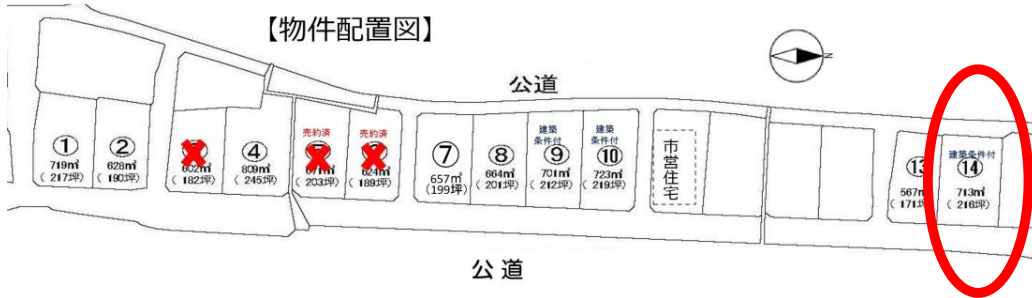 【物件配置図】
N
公道
①
719㎡
(217坪)
②
628㎡
(190坪)
602㎡
(182坪)
④
809㎡
(245坪)
売約済
671㎡
(203坪)
売約済
624㎡
(189坪)
⑦
657㎡
(199坪)
⑧
664㎡
(201坪)
建築
条件付
⑨
701㎡
(212坪)
建築
条件付
⑩
723㎡
(219坪)
市営住宅
⑬
567㎡
(171坪)
建築条件付
⑭
713㎡
(216坪)
公道